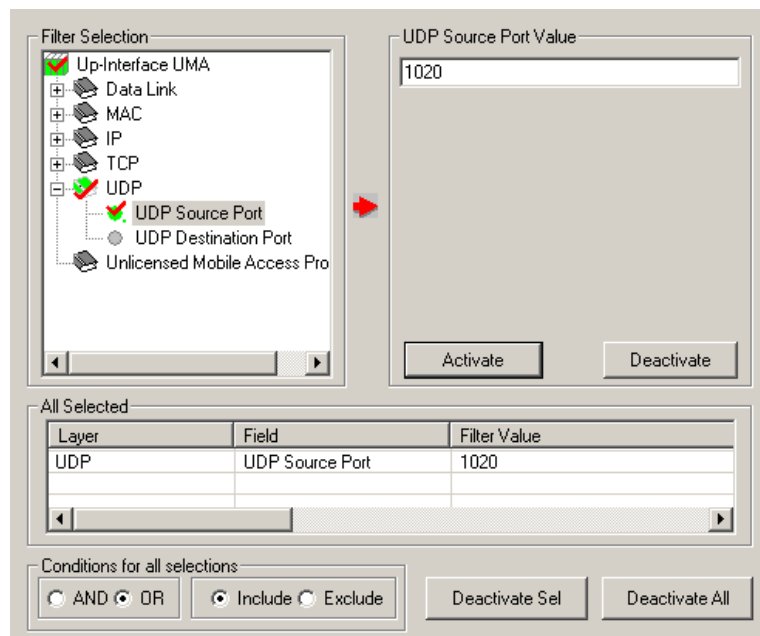 Filter Selection
Up-Interface UMA
Data Link
MAC
IP
TCP
UDP
UDP Source Port
UDP Destination Port
Unlicensed Mobile Access Pro
UDP Source Port Value
1020
Activate
Deactivate
All Selected
Layer Field Filter Value
UDP UDP Source Port 1020
Conditions for all selections
AND OR Include Exclude
Deactivate Sel
Deactivate All